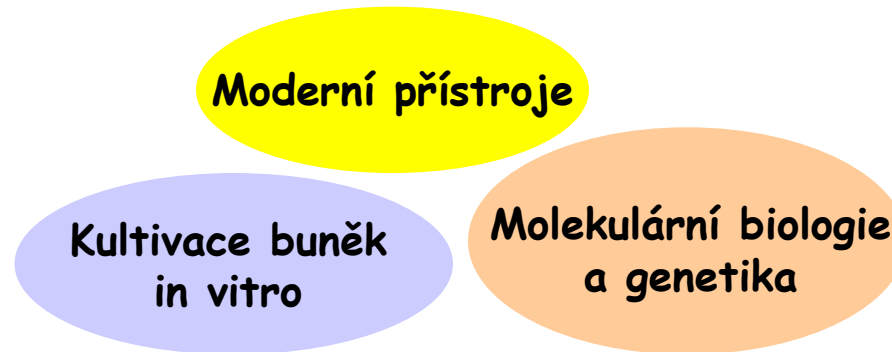 Moderní přístroje
Kultivace buněk
in vitro
Molekulární biologie
a genetika